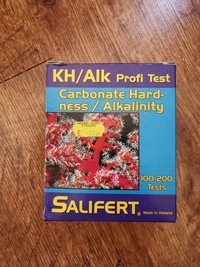 KH/Alk Profi Test
Carbonate Hard-
ness / Alkalinity
100-200
Tests
SALIFERT®
Made in Holland